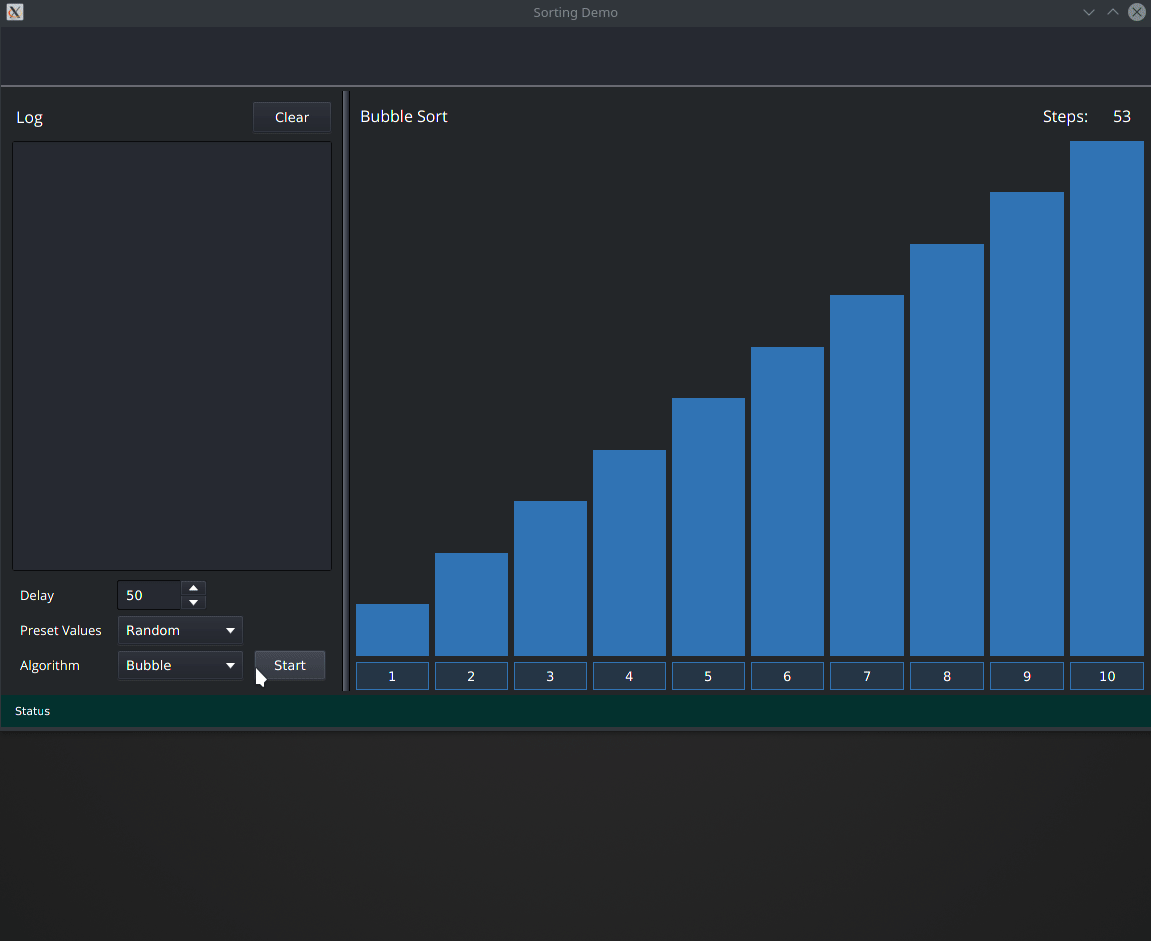 Sorting Demo
Log
Clear
Bubble Sort
Steps: 53
Delay 50
Preset Values Random
Algorithm Bubble Start
1 2 3 4 5 6 7 8 9 10
Status